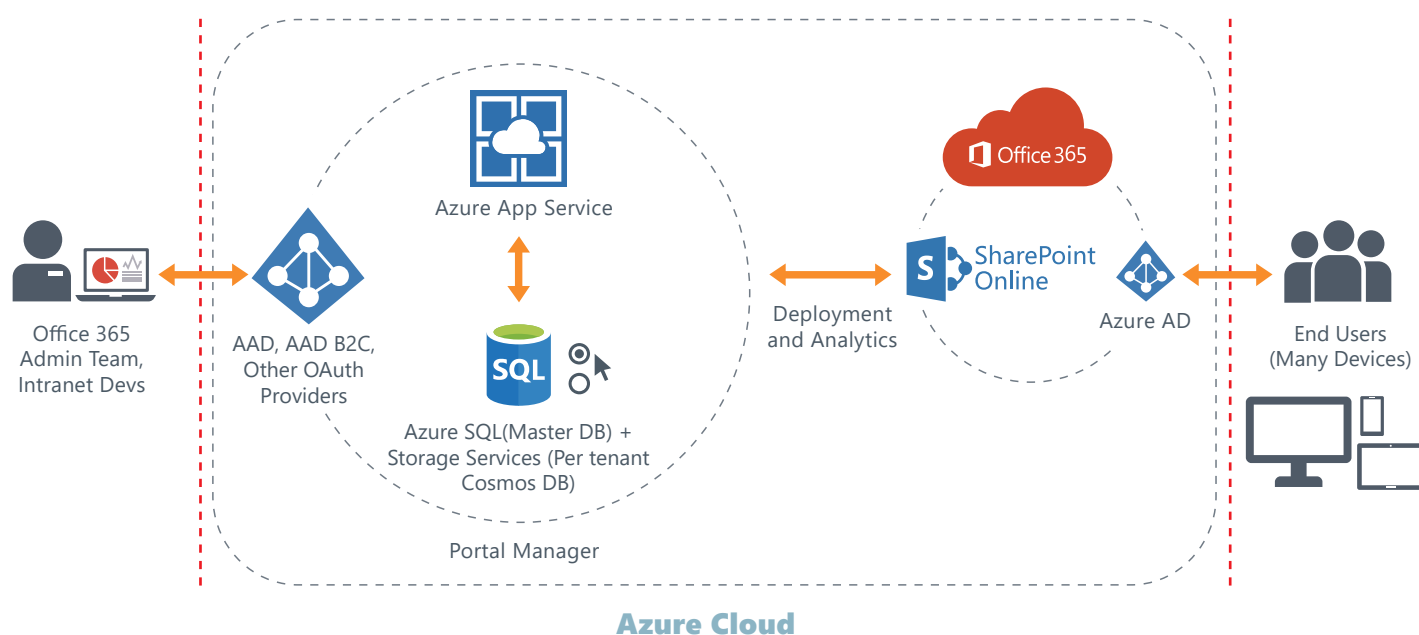 Office 365
Admin Team,
Intranet Devs
AAD, AAD B2C,
Other OAuth
Providers
Azure App Service
SQL
Azure SQL(Master DB) +
Storage Services (Per tenant
Cosmos DB)
Portal Manager
Deployment
and Analytics
Office 365
S
SharePoint
Online
Azure AD
End Users
(Many Devices)
Azure Cloud